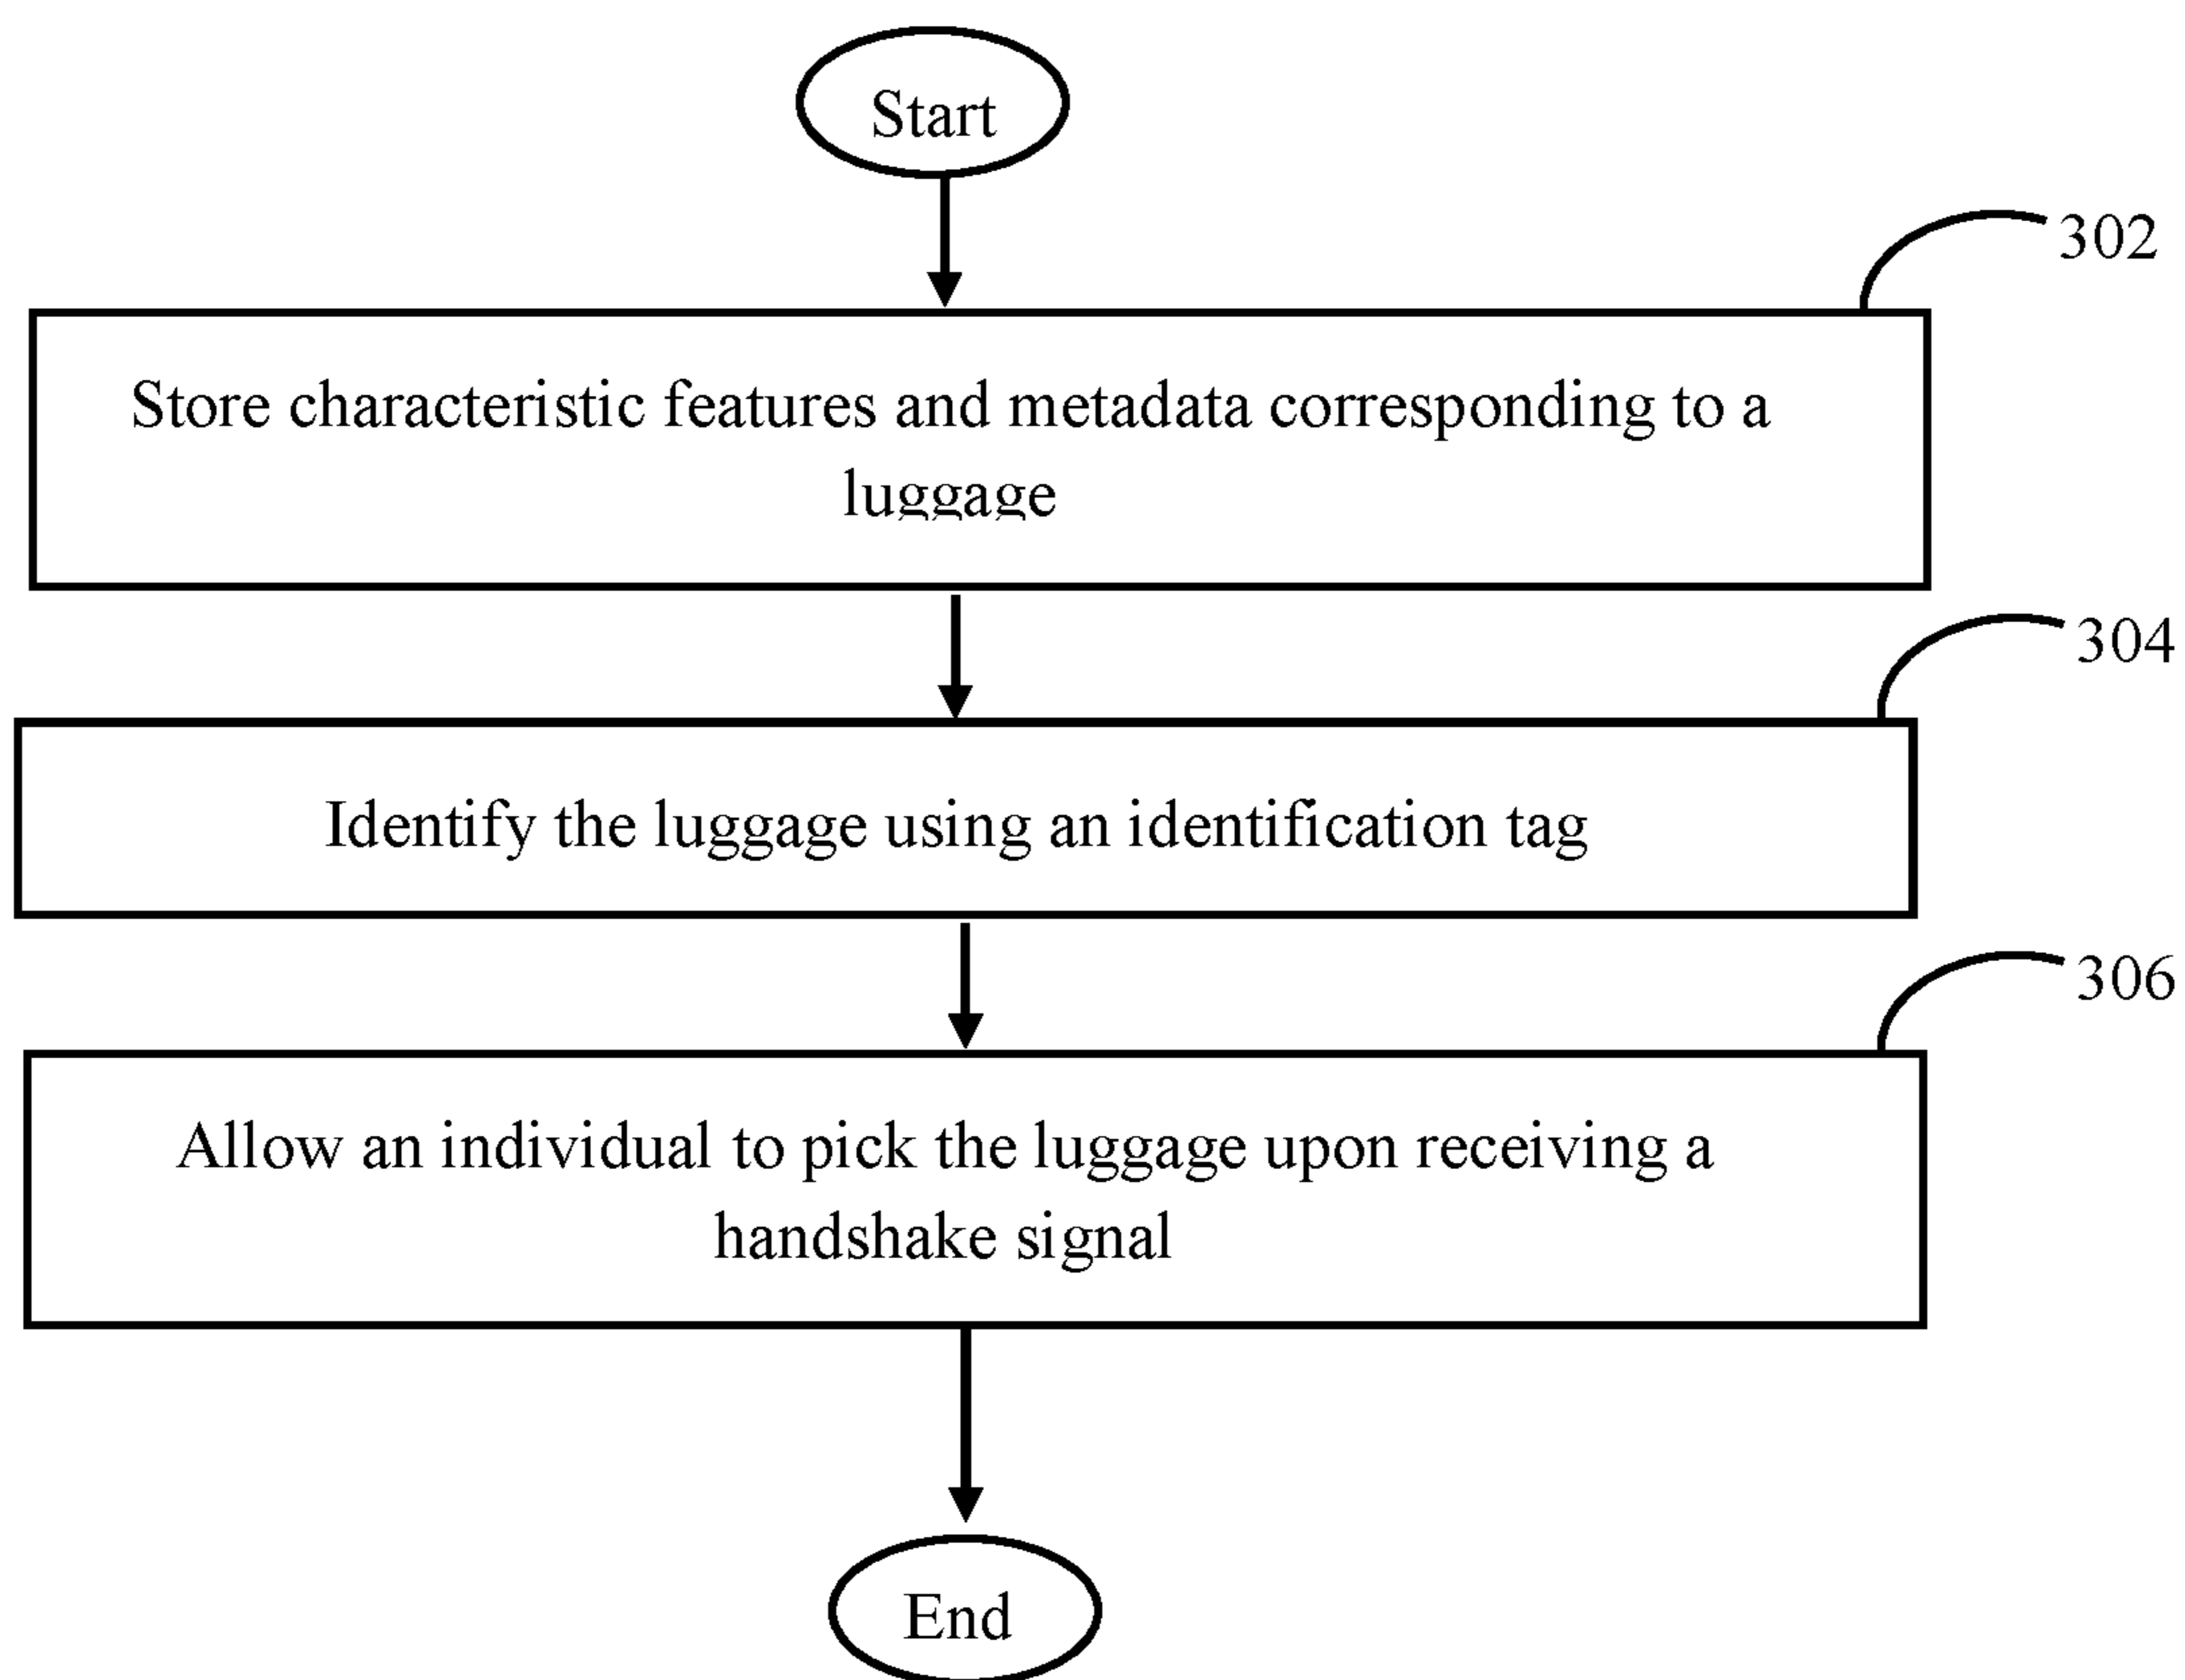 Start
302
Store characteristic features and metadata corresponding to a
luggage
304
Identify the luggage using an identification tag
306
Allow an individual to pick the luggage upon receiving a
handshake signal
End